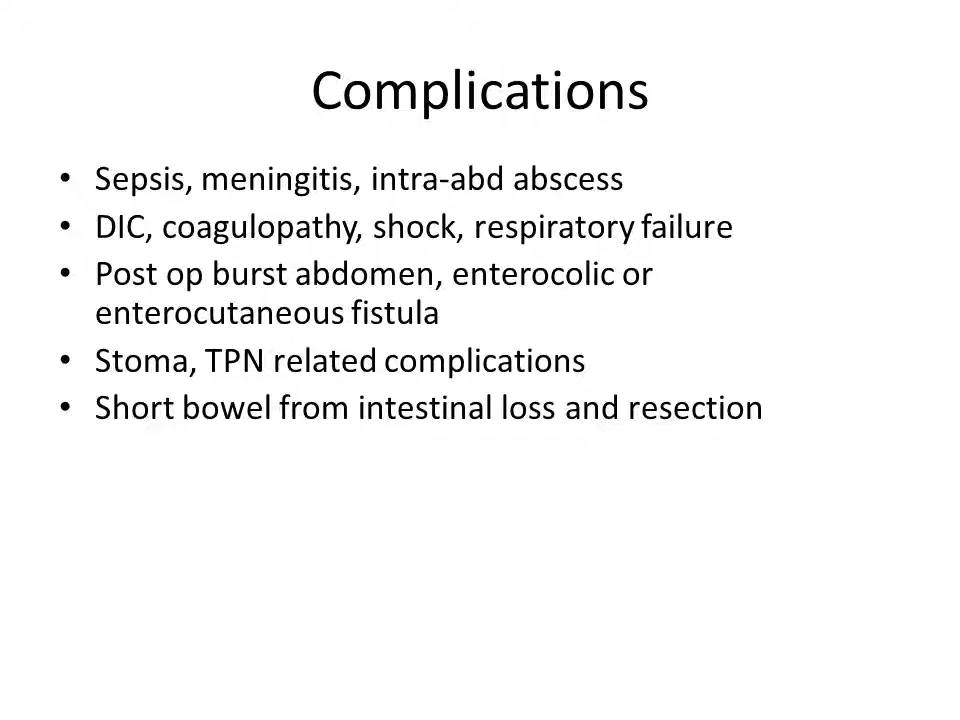 Complications
• Sepsis, meningitis, intra-abd abscess
• DIC, coagulopathy, shock, respiratory failure
• Post op burst abdomen, enterocolic or
enterocutaneous fistula
• Stoma, TPN related complications
• Short bowel from intestinal loss and resection